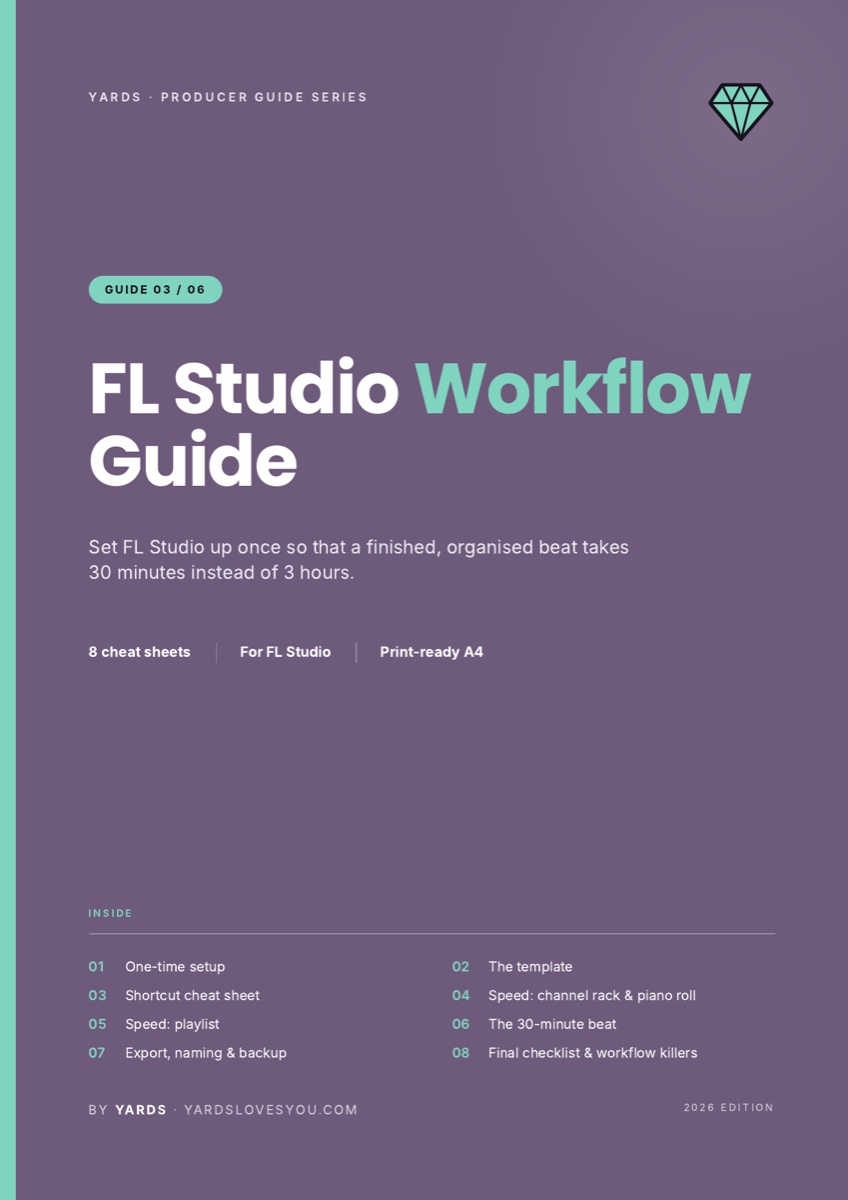 YARDS · PRODUCER GUIDE SERIES
GUIDE 03 / 06
FL Studio Workflow
Guide
Set FL Studio up once so that a finished, organised beat takes
30 minutes instead of 3 hours.
8 cheat sheets
For FL Studio
Print-ready A4
INSIDE
01 One-time setup
02 The template
03 Shortcut cheat sheet
04 Speed: channel rack & piano roll
05 Speed: playlist
06 The 30-minute beat
07 Export, naming & backup
08 Final checklist & workflow killers
BY YARDS · YARDSLOVESYOU.COM
2026 EDITION